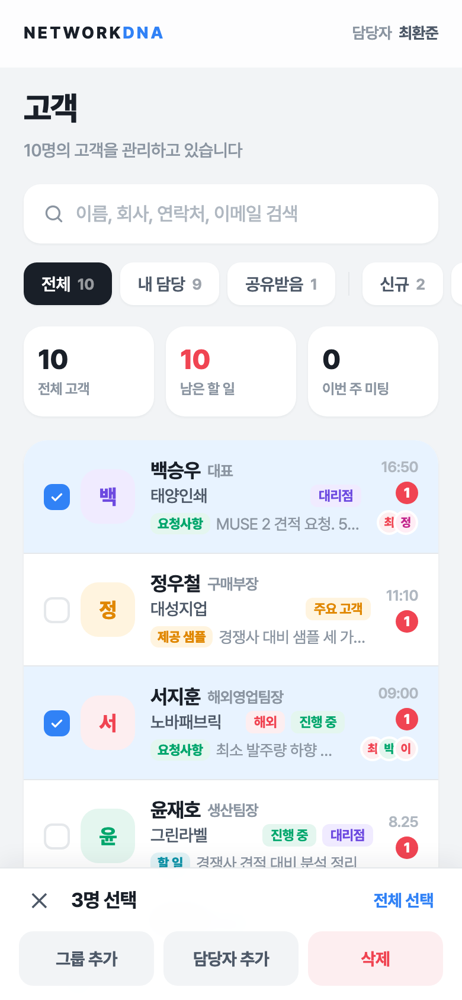 NETWORKDNA 담당자 최환준
고객
10명의 고객을 관리하고 있습니다
이름, 회사, 연락처, 이메일 검색
전체 10 내 담당 9 공유받음 1 신규 2
10 10 0
전체 고객 남은 할 일 이번 주 미팅
백승우 대표 16:50
백 태양인쇄 대리점 1
요청사항 MUSE 2 견적 요청. 5... 최 정
정우철 구매부장 11:10
정 대성지업 주요 고객 1
제공 샘플 경쟁사 대비 샘플 세 가...
서지훈 해외영업팀장 09:00
서 노바패브릭 해외 진행 중 1
요청사항 최소 발주량 하향 ... 최 박 이
윤재호 생산팀장 8.25
윤 그린라벨 진행 중 대리점 1
할 일 경쟁사 견적 대비 분석 정리
3명 선택 전체 선택
그룹 추가 담당자 추가 삭제